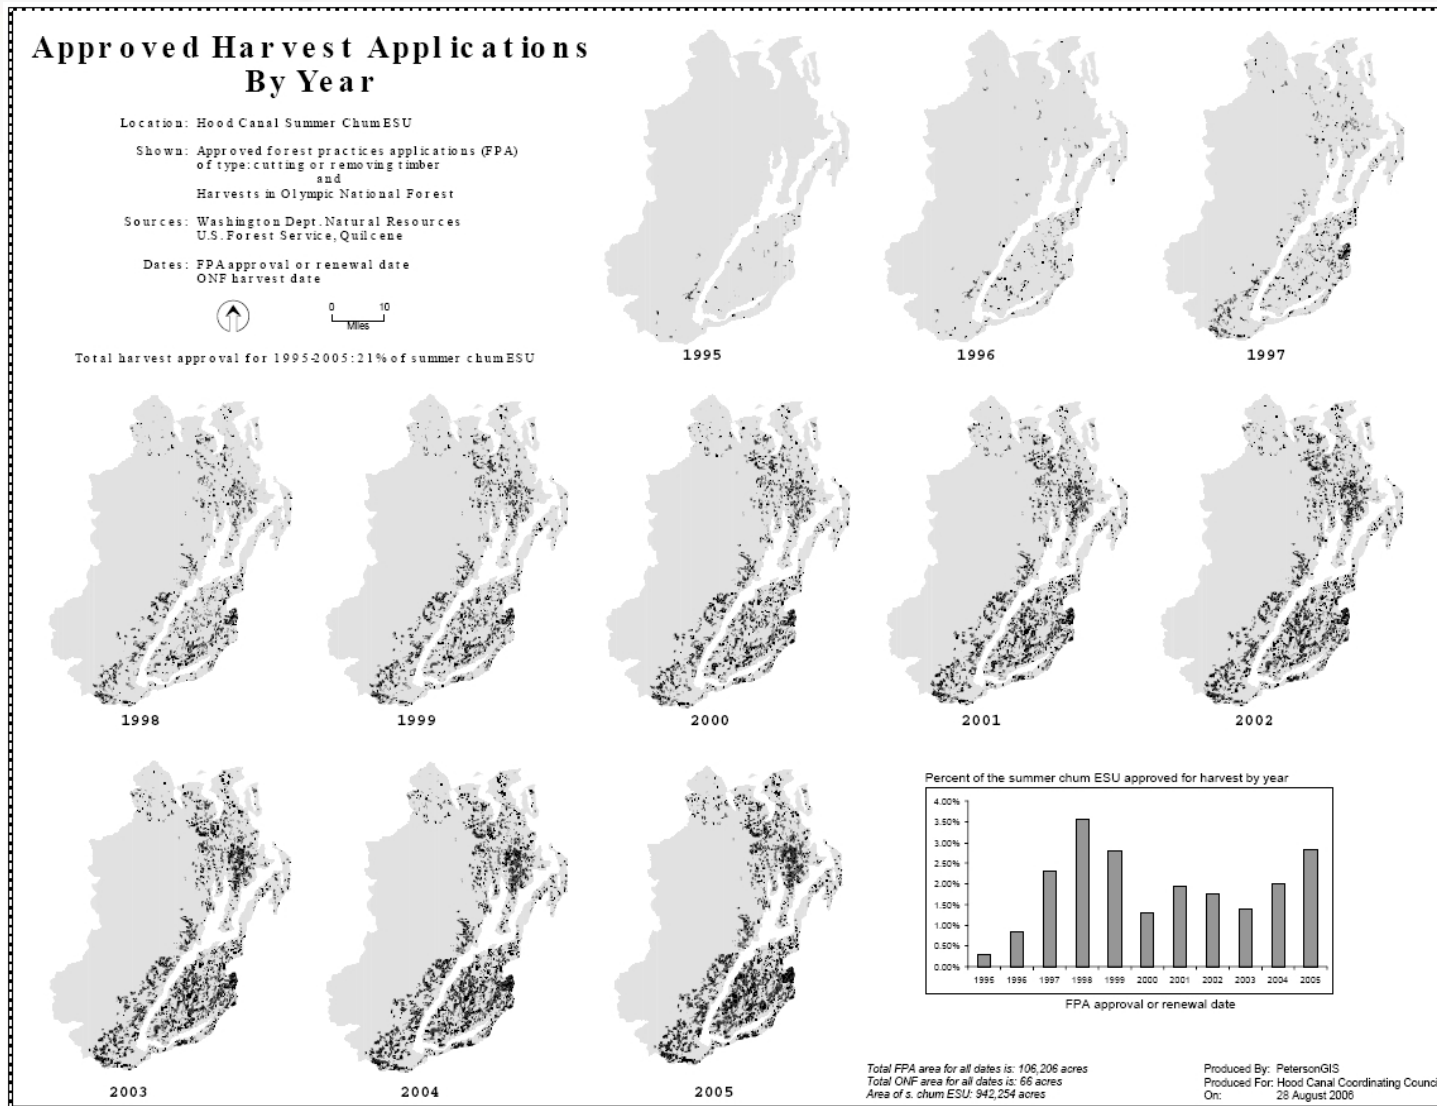 Approved Harvest Applications
By Year
Location: Hood Canal Summer Chum ESU
Shown: Approved forest practices applications (FPA)
of type: cutting or removing timber
and
Harvests in Olympic National Forest
Sources: Washington Dept. Natural Resources
U.S. Forest Service, Quilcene
Dates: FPA approval or renewal date
ONF harvest date
0 10
Miles
Total harvest approval for 1995-2005: 21% of summer chum ESU
1995
1996
1997
1998
1999
2000
2001
2002
2003
2004
2005
Percent of the summer chum ESU approved for harvest by year
4.00%
3.50%
3.00%
2.50%
2.00%
1.50%
1.00%
0.50%
0.00%
1995 1996 1997 1998 1999 2000 2001 2002 2003 2004 2005
FPA approval or renewal date
Total FPA area for all dates is: 106,206 acres
Total ONF area for all dates is: 66 acres
Area of s. chum ESU: 942,254 acres
Produced By: PetersonGIS
Produced For: Hood Canal Coordinating Counci
On: 28 August 2006